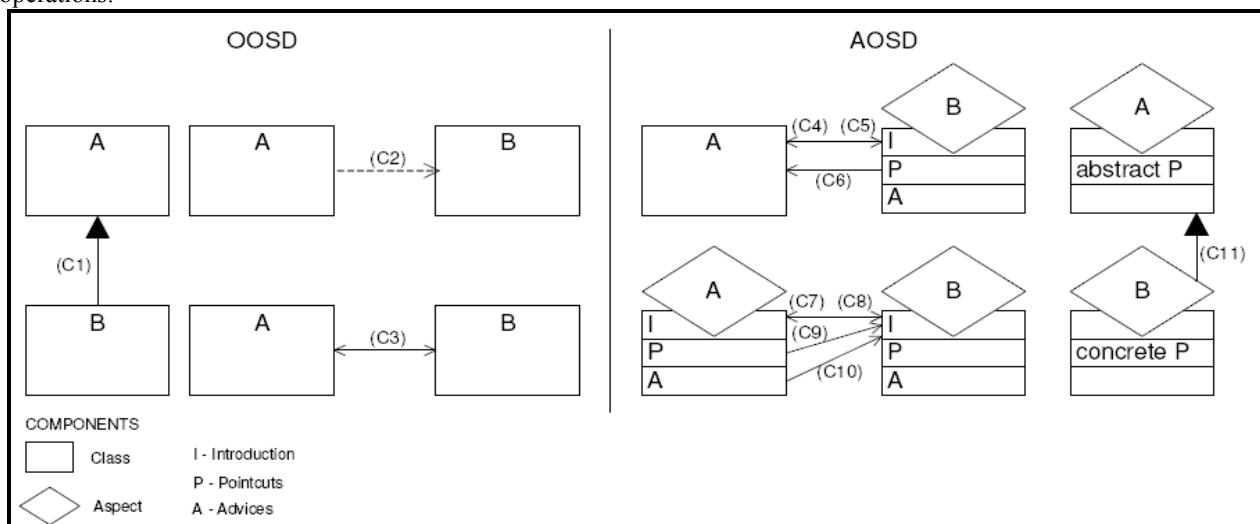 operations.
OOSD
AOSD
A
A
(C2)
B
(C1)
B
A
(C3)
B
A
(C4) (C5)
(C6)
B
I
P
A
A
abstract P
(C11)
A
I
P
A
(C7) (C8)
(C9)
(C10)
B
I
P
A
B
concrete P
COMPONENTS
Class
Aspect
I - Introduction
P - Pointcuts
A - Advices